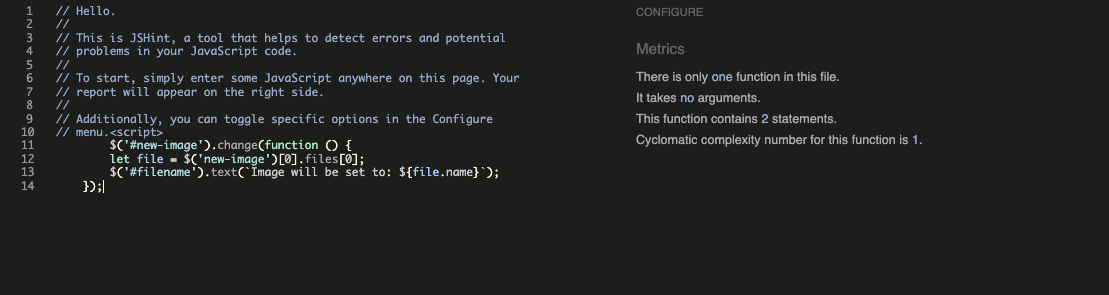 1 // Hello.
2 //
3 // This is JSHint, a tool that helps to detect errors and potential
4 // problems in your JavaScript code.
5 //
6 // To start, simply enter some JavaScript anywhere on this page. Your
7 // report will appear on the right side.
8 //
9 // Additionally, you can toggle specific options in the Configure
10 // menu.<script>
11 $('#new-image').change(function () {
12 let file = $('new-image')[0].files[0];
13 $('#filename').text(`Image will be set to: ${file.name}`);
14 });
CONFIGURE
Metrics
There is only one function in this file.
It takes no arguments.
This function contains 2 statements.
Cyclomatic complexity number for this function is 1.